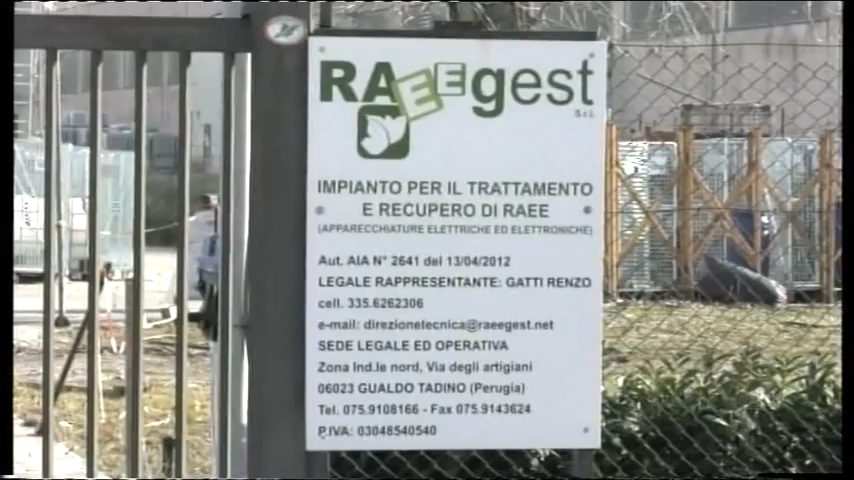 RAEEgest
S.r.l.
IMPIANTO PER IL TRATTAMENTO
E RECUPERO DI RAEE
(APPARECCHIATURE ELETTRICHE ED ELETTRONICHE)
Aut. AIA N° 2641 del 13/04/2012
LEGALE RAPPRESENTANTE: GATTI RENZO
cell. 335.6262306
e-mail: direzionetecnica@raeegest.net
SEDE LEGALE ED OPERATIVA
Zona Ind.le nord, Via degli artigiani
06023 GUALDO TADINO (Perugia)
Tel. 075.9108166 - Fax 075.9143624
P.IVA: 03048540540